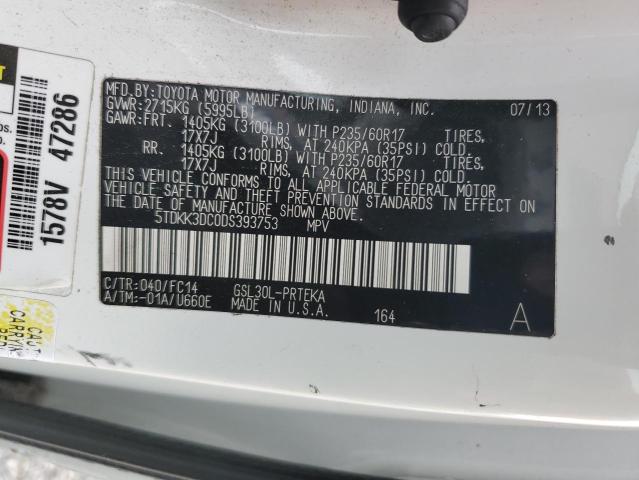 MFD.BY:TOYOTA MOTOR MANUFACTURING, INDIANA, INC. 07/13
GVWR:2715KG (5995LB)
GAWR:FRT. 1405KG (3100LB) WITH P235/60R17 TIRES,
17X7J RIMS, AT 240KPA (35PSI) COLD.
RR. 1405KG (3100LB) WITH P235/60R17 TIRES,
17X7J RIMS, AT 240KPA (35PSI) COLD.
THIS VEHICLE CONFORMS TO ALL APPLICABLE FEDERAL MOTOR
VEHICLE SAFETY AND THEFT PREVENTION STANDARDS IN EFFECT ON
THE DATE OF MANUFACTURE SHOWN ABOVE.
5TDKK3DC0DS393753 MPV
C/TR:040/FC14 GSL30L-PRTEKA
A/TM:-01A/U660E MADE IN U.S.A. 164 A
1578V 47286